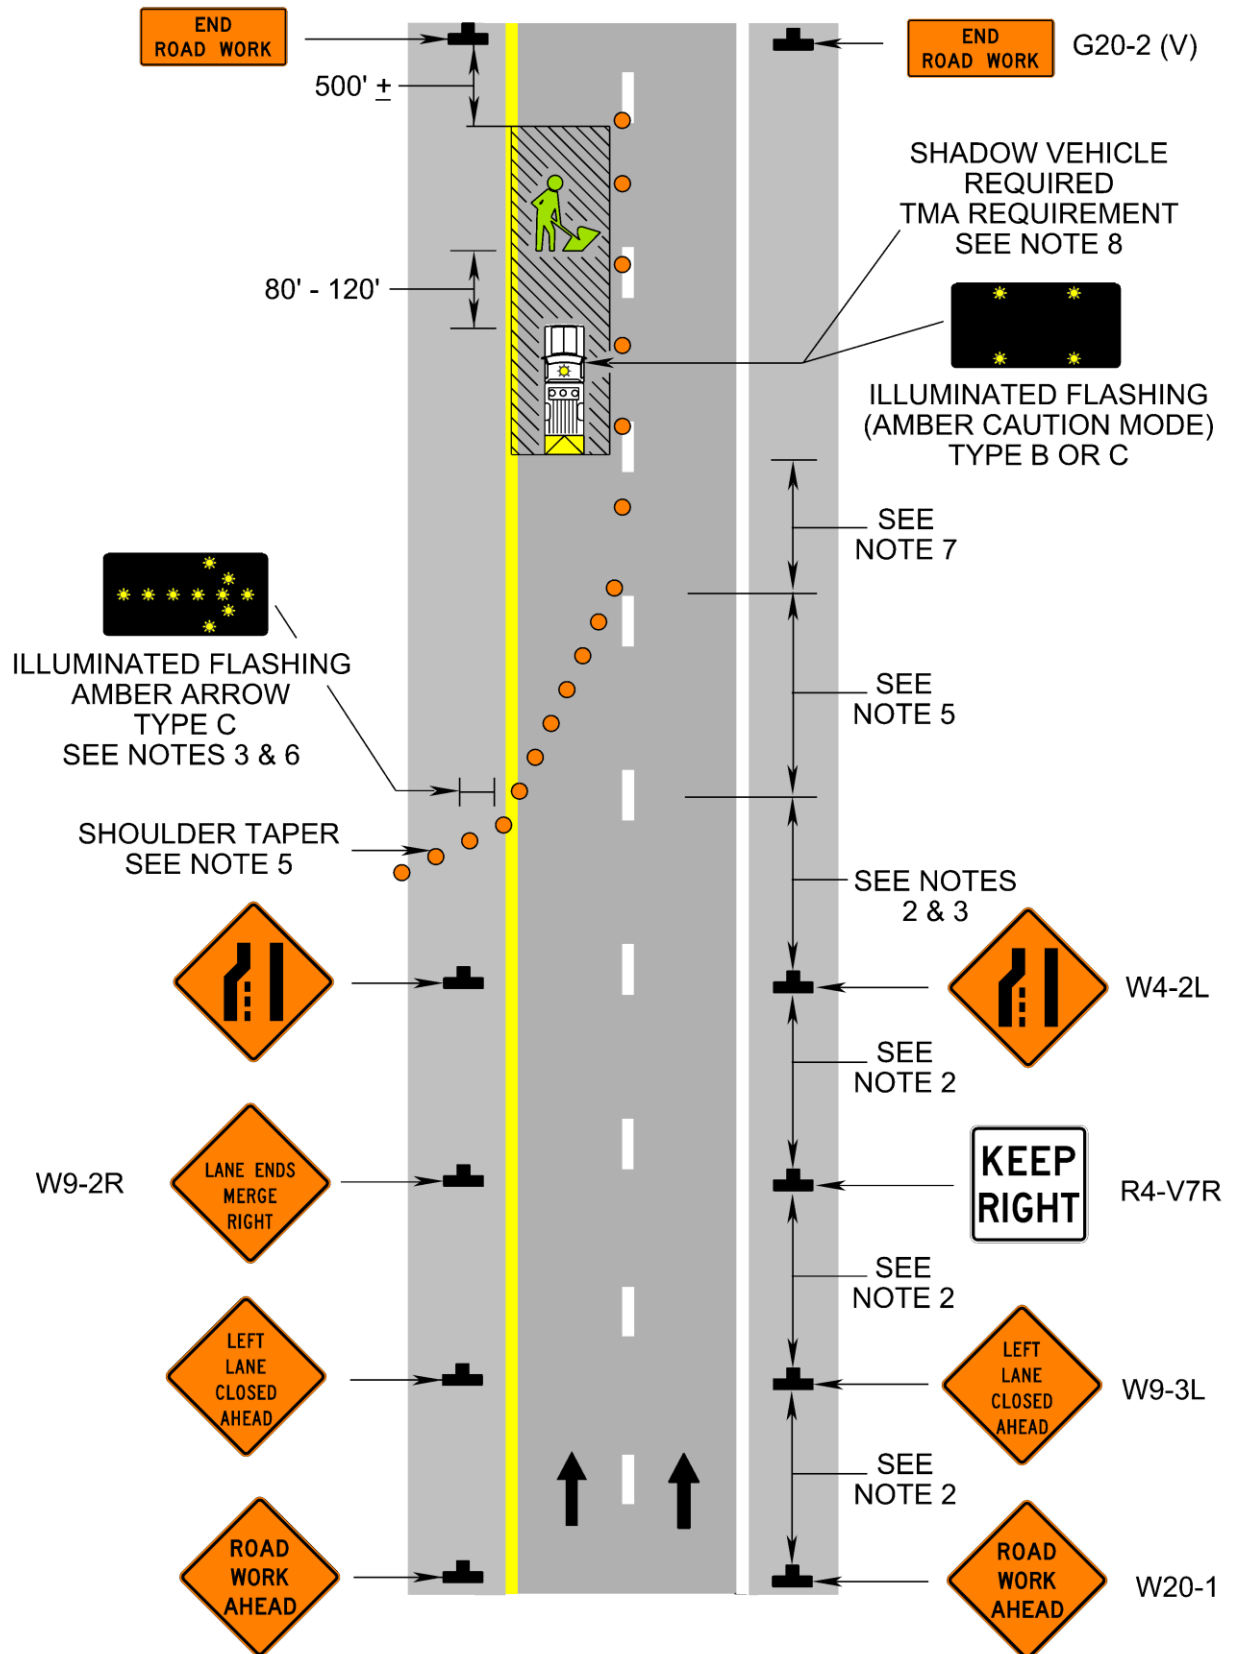 END
ROAD WORK
END
ROAD WORK
G20-2 (V)
500' ±
SHADOW VEHICLE
REQUIRED
TMA REQUIREMENT
SEE NOTE 8
80' - 120'
ILLUMINATED FLASHING
(AMBER CAUTION MODE)
TYPE B OR C
SEE
NOTE 7
ILLUMINATED FLASHING
AMBER ARROW
TYPE C
SEE NOTES 3 & 6
SEE
NOTE 5
SHOULDER TAPER
SEE NOTE 5
SEE NOTES
2 & 3
W4-2L
SEE
NOTE 2
W9-2R
LANE ENDS
MERGE
RIGHT
KEEP
RIGHT
R4-V7R
SEE
NOTE 2
LEFT
LANE
CLOSED
AHEAD
LEFT
LANE
CLOSED
AHEAD
W9-3L
SEE
NOTE 2
ROAD
WORK
AHEAD
ROAD
WORK
AHEAD
W20-1